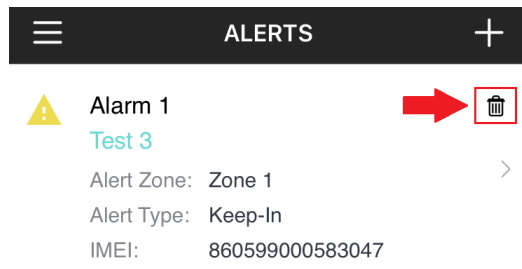 ALERTS
Alarm 1
Test 3
Alert Zone: Zone 1
Alert Type: Keep-In
IMEI: 860599000583047